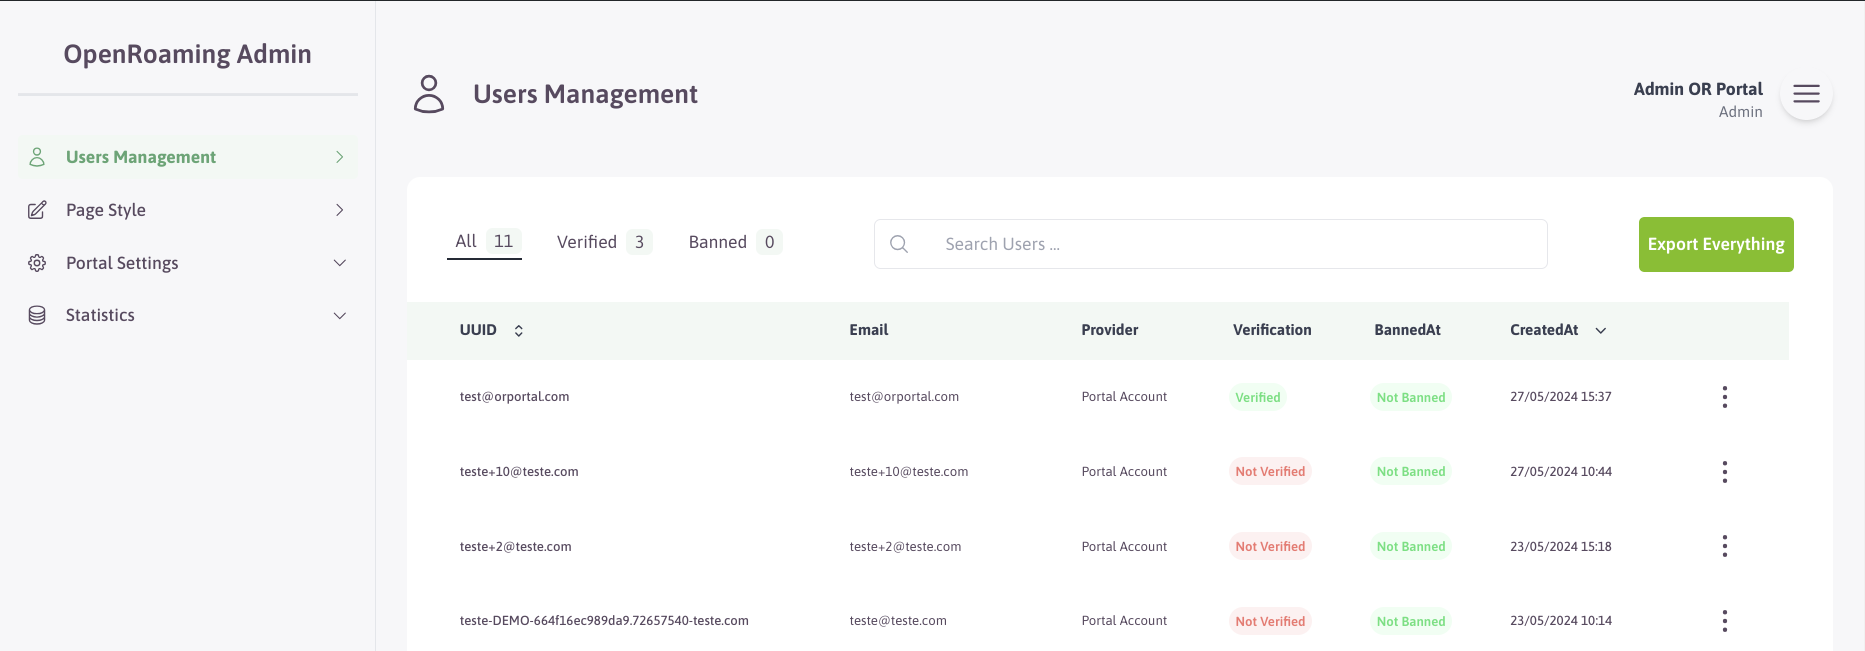 OpenRoaming Admin
Users Management
Page Style
Portal Settings
Statistics
Users Management
Admin OR Portal
Admin
All 11 Verified 3 Banned 0 Search Users ... Export Everything
UUID Email Provider Verification BannedAt CreatedAt
test@orportal.com test@orportal.com Portal Account Verified Not Banned 27/05/2024 15:37
teste+10@teste.com teste+10@teste.com Portal Account Not Verified Not Banned 27/05/2024 10:44
teste+2@teste.com teste+2@teste.com Portal Account Not Verified Not Banned 23/05/2024 15:18
teste-DEMO-664f16ec989da9.72657540-teste.com teste@teste.com Portal Account Not Verified Not Banned 23/05/2024 10:14